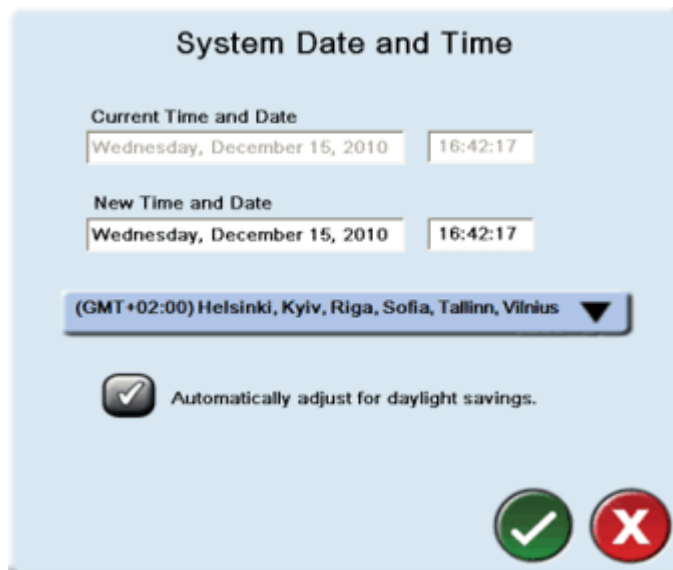 System Date and Time
Current Time and Date
Wednesday, December 15, 2010 16:42:17
New Time and Date
Wednesday, December 15, 2010 16:42:17
(GMT+02:00) Helsinki, Kyiv, Riga, Sofia, Tallinn, Vilnius
Automatically adjust for daylight savings.